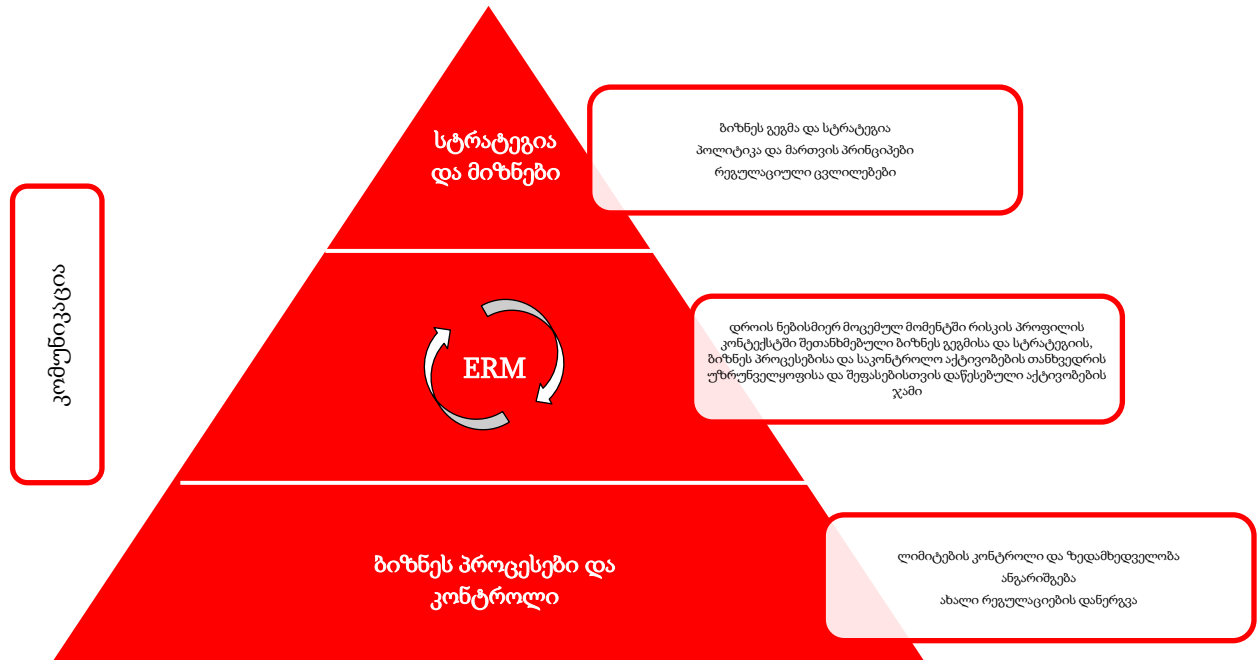 სტრატეგია
და მიზნები
ბიზნეს გეგმა და სტრატეგია
პოლიტიკა და მართვის პრინციპები
რეგულაციული ცვლილებები
კომუნიკაცია
ERM
დროის ნებისმიერ მოცემულ მომენტში რისკის პროფილის
კონტექსტში შეთანხმებული ბიზნეს გეგმისა და სტრატეგიის,
ბიზნეს პროცესებისა და საკონტროლო აქტივობების თანხვედრის
უზრუნველყოფისა და შეფასებისთვის დაწესებული აქტივობების
ჯამი
ბიზნეს პროცესები და
კონტროლი
ლიმიტების კონტროლი და ზედამხედველობა
ანგარიშგება
ახალი რეგულაციების დანერგვა